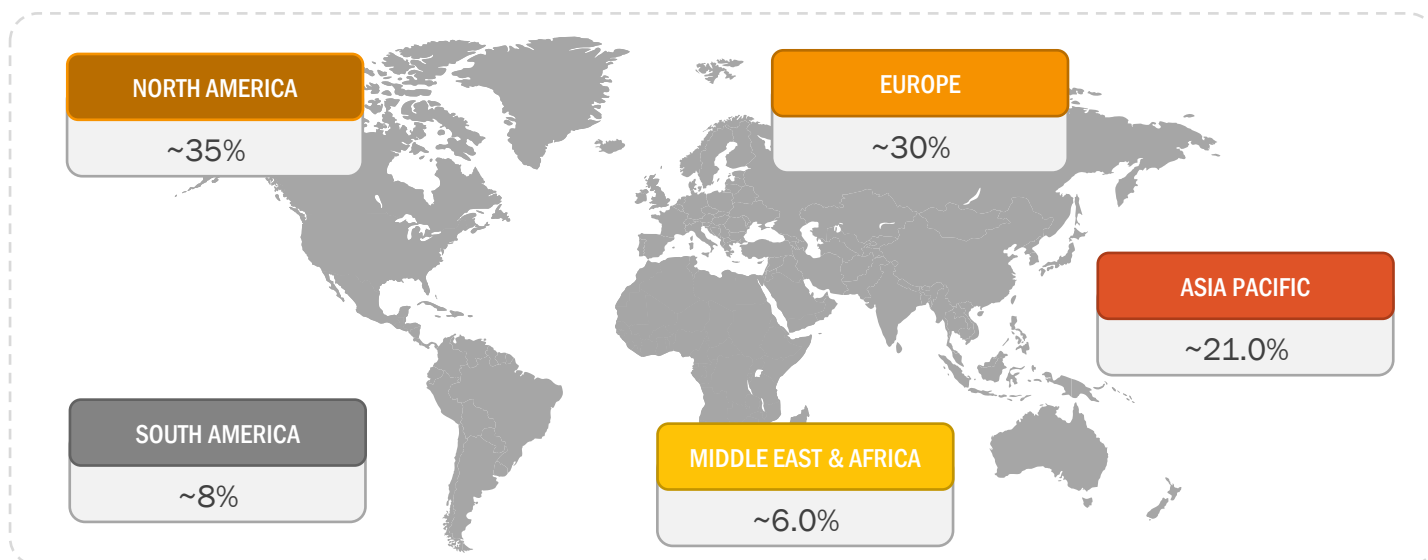 NORTH AMERICA
~35%
EUROPE
~30%
ASIA PACIFIC
~21.0%
SOUTH AMERICA
~8%
MIDDLE EAST & AFRICA
~6.0%